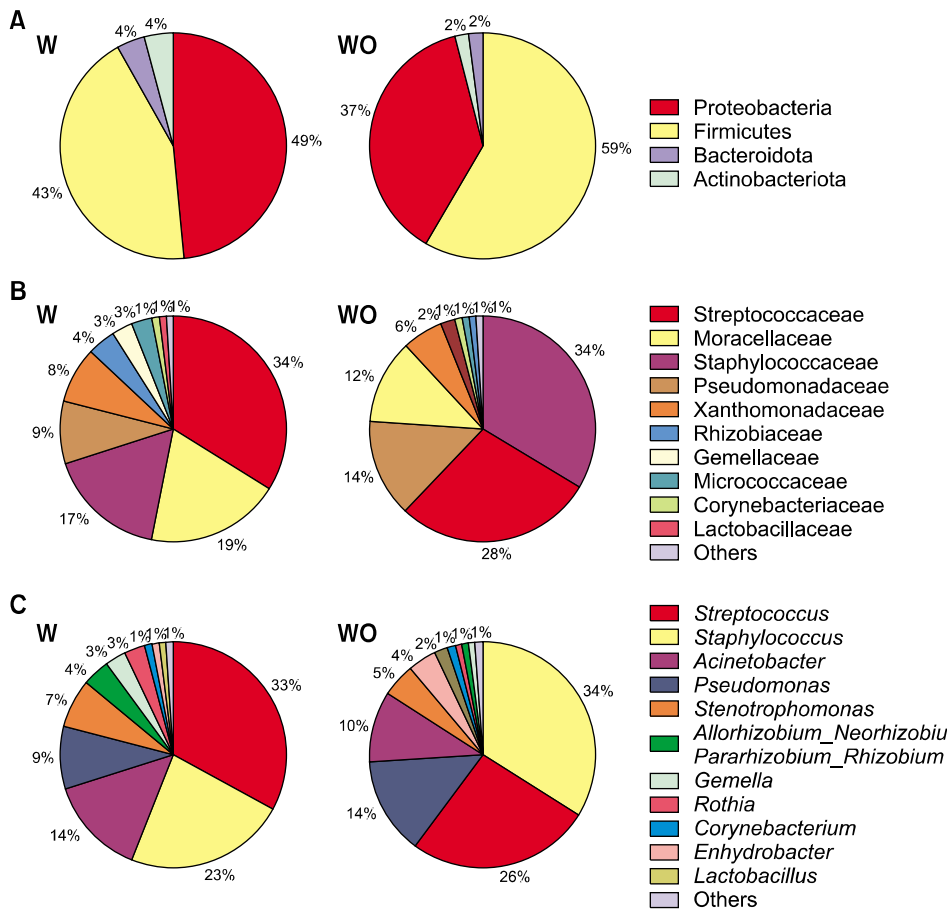 A
W
4%
4%
49%
43%
WO
2%
2%
37%
59%
Proteobacteria
Firmicutes
Bacteroidota
Actinobacteriota
B
W
4%
3%
3%
1%
1%
1%
8%
34%
9%
17%
19%
WO
6%
2%
1%
1%
1%
1%
12%
34%
14%
28%
Streptococcaceae
Moracellaceae
Staphylococcaceae
Pseudomonadaceae
Xanthomonadaceae
Rhizobiaceae
Gemellaceae
Micrococcaceae
Corynebacteriaceae
Lactobacillaceae
Others
C
W
4%
3%
3%
1%
1%
1%
7%
33%
9%
14%
23%
WO
5%
4%
2%
1%
1%
1%
10%
34%
14%
26%
Streptococcus
Staphylococcus
Acinetobacter
Pseudomonas
Stenotrophomonas
Allorhizobium_Neorhizobiu
Pararhizobium_Rhizobium
Gemella
Rothia
Corynebacterium
Enhydrobacter
Lactobacillus
Others